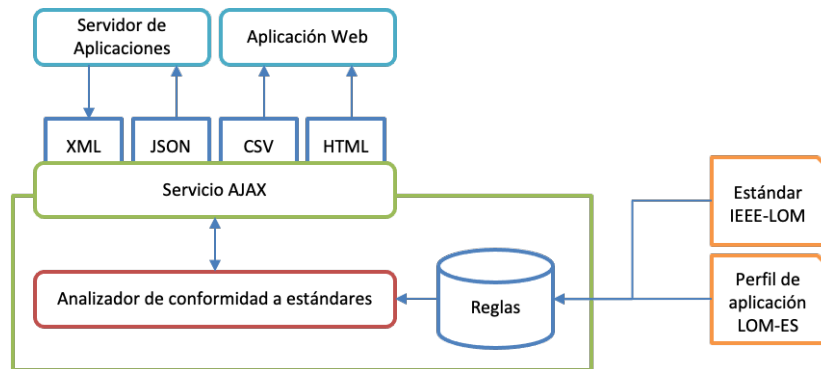 Servidor de
Aplicaciones
Aplicación Web
XML
JSON
CSV
HTML
Servicio AJAX
Estándar
IEEE-LOM
Analizador de conformidad a estándares
Reglas
Perfil de
aplicación
LOM-ES